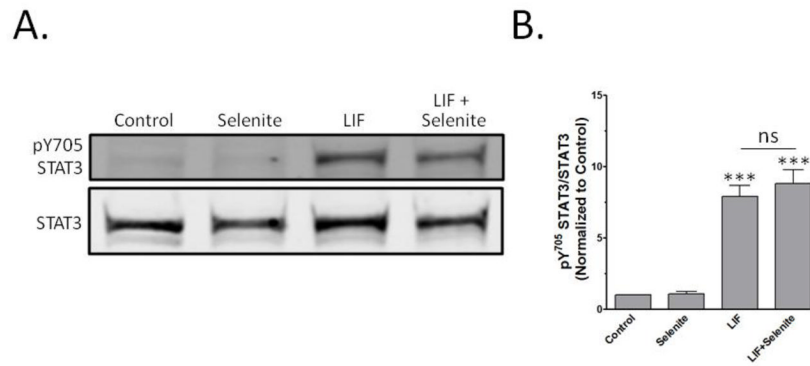 A.
B.
Control Selenite LIF LIF +
Selenite
pY705
STAT3
STAT3
pY⁷⁰⁵ STAT3/STAT3
(Normalized to Control)
15
10
5
0
ns
***
***
Control
Selenite
LIF
LIF+Selenite